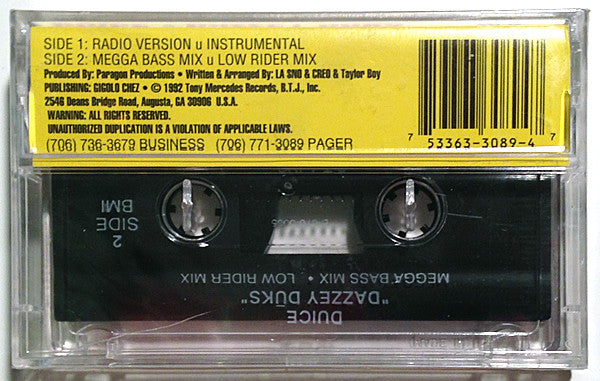 SIDE 1: RADIO VERSION u INSTRUMENTAL
SIDE 2: MEGGA BASS MIX u LOW RIDER MIX
Produced By: Paragon Productions • Written & Arranged By: LA SNO & CREO & Taylor Boy
PUBLISHING: GIGOLO CHEZ • © 1992 Tony Mercedes Records, B.T.J., Inc.
2546 Deans Bridge Road, Augusta, GA 30906 U.S.A.
WARNING: ALL RIGHTS RESERVED.
UNAUTHORIZED DUPLICATION IS A VIOLATION OF APPLICABLE LAWS.
(706) 736-3679 BUSINESS (706) 771-3089 PAGER
7 53363-3089-4 7
DUICE
"DAZZEY DÜKS"
MEGGA BASS MIX • LOW RIDER MIX
SIDE
2
BMI